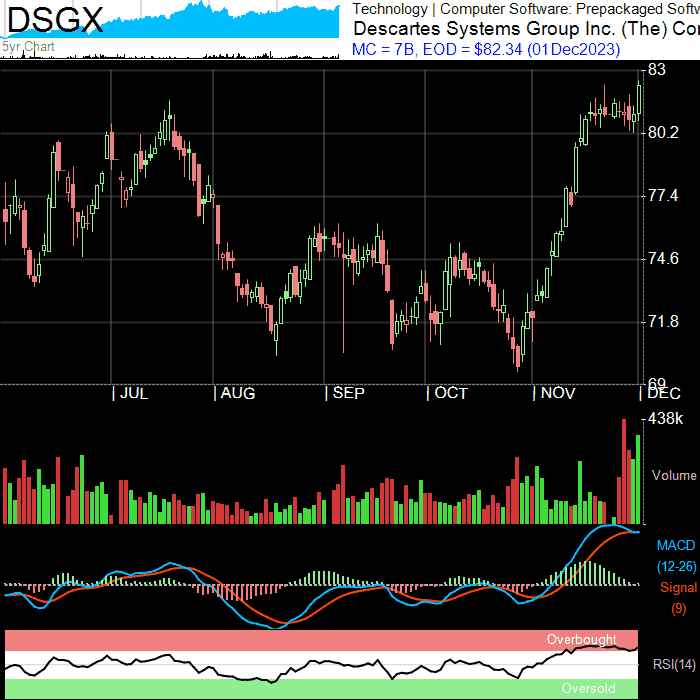 DSGX
5yr Chart
Technology | Computer Software: Prepackaged Softw
Descartes Systems Group Inc. (The) Con
MC = 7B, EOD = $82.34 (01Dec2023)
83
80.2
77.4
74.6
71.8
69
JUL AUG SEP OCT NOV DEC
438k
Volume
MACD
(12-26)
Signal
(9)
Overbought
RSI(14)
Oversold